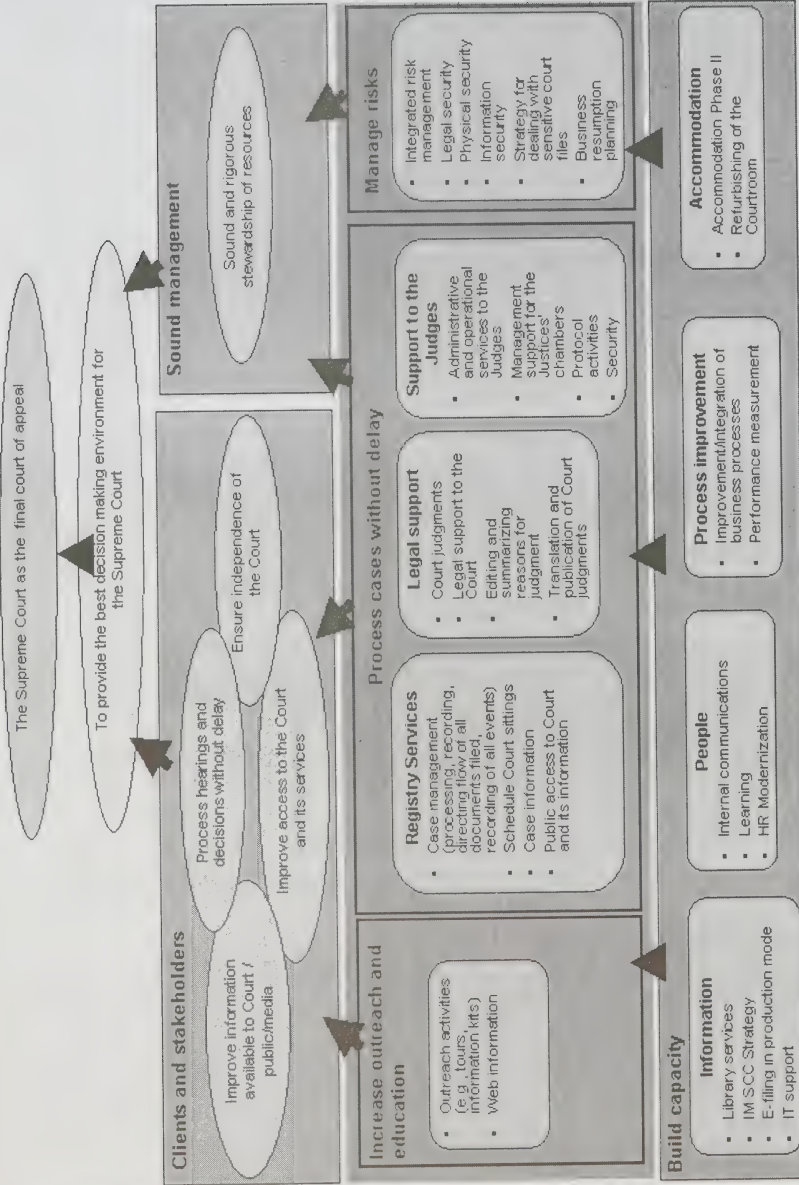 The Supreme Court as the final court of appeal
To provide the best decision making environment for
the Supreme Court
Clients and stakeholders
Improve information
available to Court /
public/media
Process hearings and
decisions without delay
Improve access to the Court
and its services
Ensure independence of
the Court
Sound management
Sound and rigorous
stewardship of resources
Increase outreach and
education
• Outreach activities
(e.g., tours,
information kits)
• Web information
Process cases without delay
Registry Services
• Case management
(processing, recording,
directing flow of all
documents filed,
recording of all events)
• Schedule Court sittings
• Case information
• Public access to Court
and its information
Legal support
• Court judgments
• Legal support to the
Court
• Editing and
summarizing
reasons for
judgment
• Translation and
publication of Court
judgments
Support to the
Judges
• Administrative
and operational
services to the
Judges
• Management
support for the
Justices'
chambers
• Protocol
activities
• Security
Manage risks
• Integrated risk
management
• Legal security
• Physical security
• Information
security
• Strategy for
dealing with
sensitive court
files
• Business
resumption
planning
Build capacity
Information
• Library services
• IM SCC Strategy
• E-filing in production mode
• IT support
People
• Internal communications
• Learning
• HR Modernization
Process improvement
• Improvement/integration of
business processes
• Performance measurement
Accommodation
• Accommodation Phase II
• Refurbishing of the
Courtroom